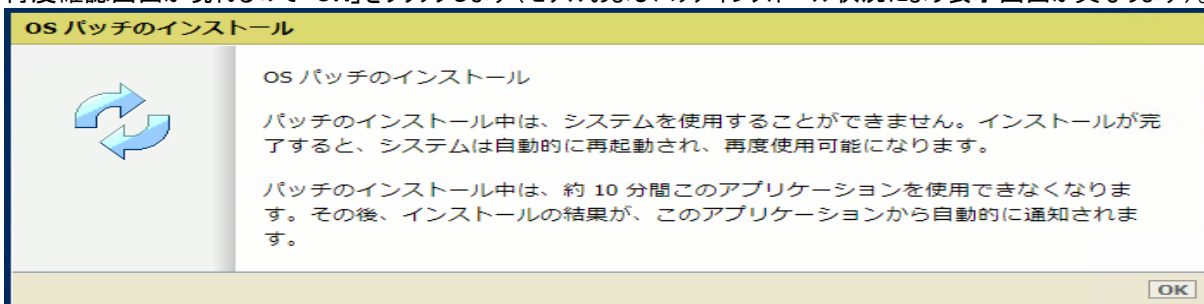 OS パッチのインストール
OS パッチのインストール
パッチのインストール中は、システムを使用することができません。インストールが完
了すると、システムは自動的に再起動され、再度使用可能になります。
パッチのインストール中は、約 10 分間このアプリケーションを使用できなくなりま
す。その後、インストールの結果が、このアプリケーションから自動的に通知されま
す。
OK